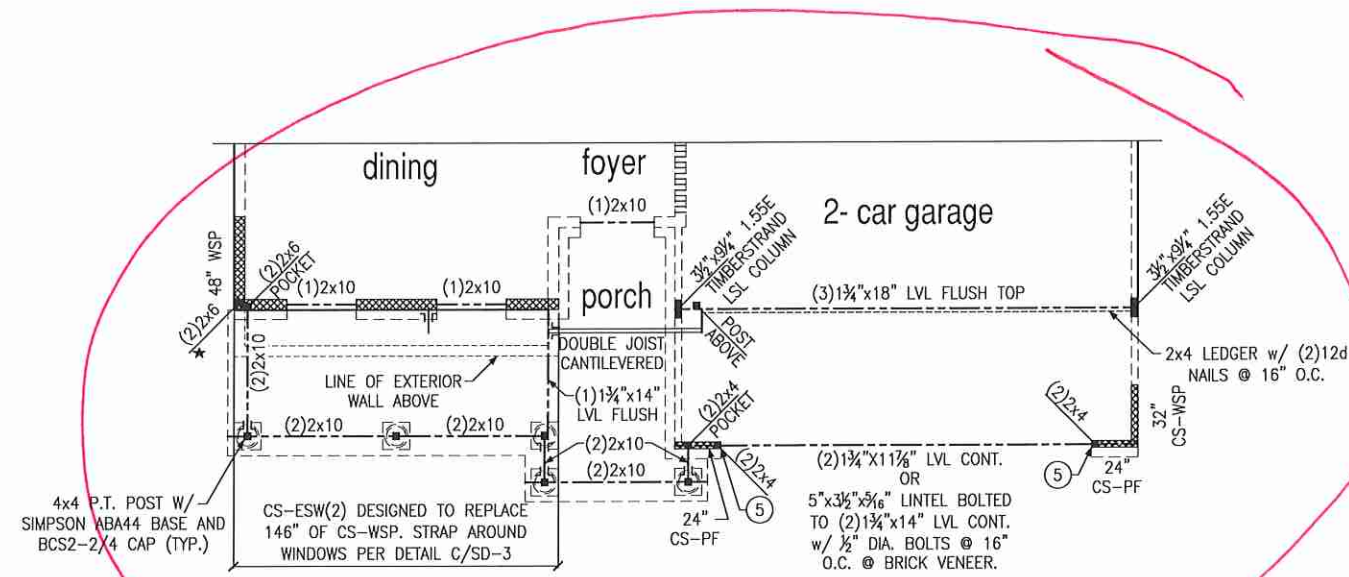 dining
foyer
(1)2x10
2- car garage
3½"x9¼" 1.55E
TIMBERSTRAND
LSL COLUMN
3½"x9¼" 1.55E
TIMBERSTRAND
LSL COLUMN
48" WSP
(2)2x6
POCKET
(1)2x10
(1)2x10
porch
(3)1¾"x18" LVL FLUSH TOP
POST
ABOVE
(2)2x6
★
(2)2x10
DOUBLE JOIST
CANTILEVERED
2x4 LEDGER w/ (2)12d
NAILS @ 16" O.C.
LINE OF EXTERIOR
WALL ABOVE
(1)1¾"x14"
LVL FLUSH
(2)2x4
POCKET
(2)2x4
32"
CS-WSP
(2)2x10
(2)2x10
(2)2x10
(2)2x10
(2)2x4
5
24"
CS-PF
5
24"
CS-PF
(2)1¾"X11⅞" LVL CONT.
OR
5"x3½"x5/16" LINTEL BOLTED
TO (2)1¾"x14" LVL CONT.
w/ ½" DIA. BOLTS @ 16"
O.C. @ BRICK VENEER.
4x4 P.T. POST W/
SIMPSON ABA44 BASE AND
BCS2-2/4 CAP (TYP.)
CS-ESW(2) DESIGNED TO REPLACE
146" OF CS-WSP. STRAP AROUND
WINDOWS PER DETAIL C/SD-3